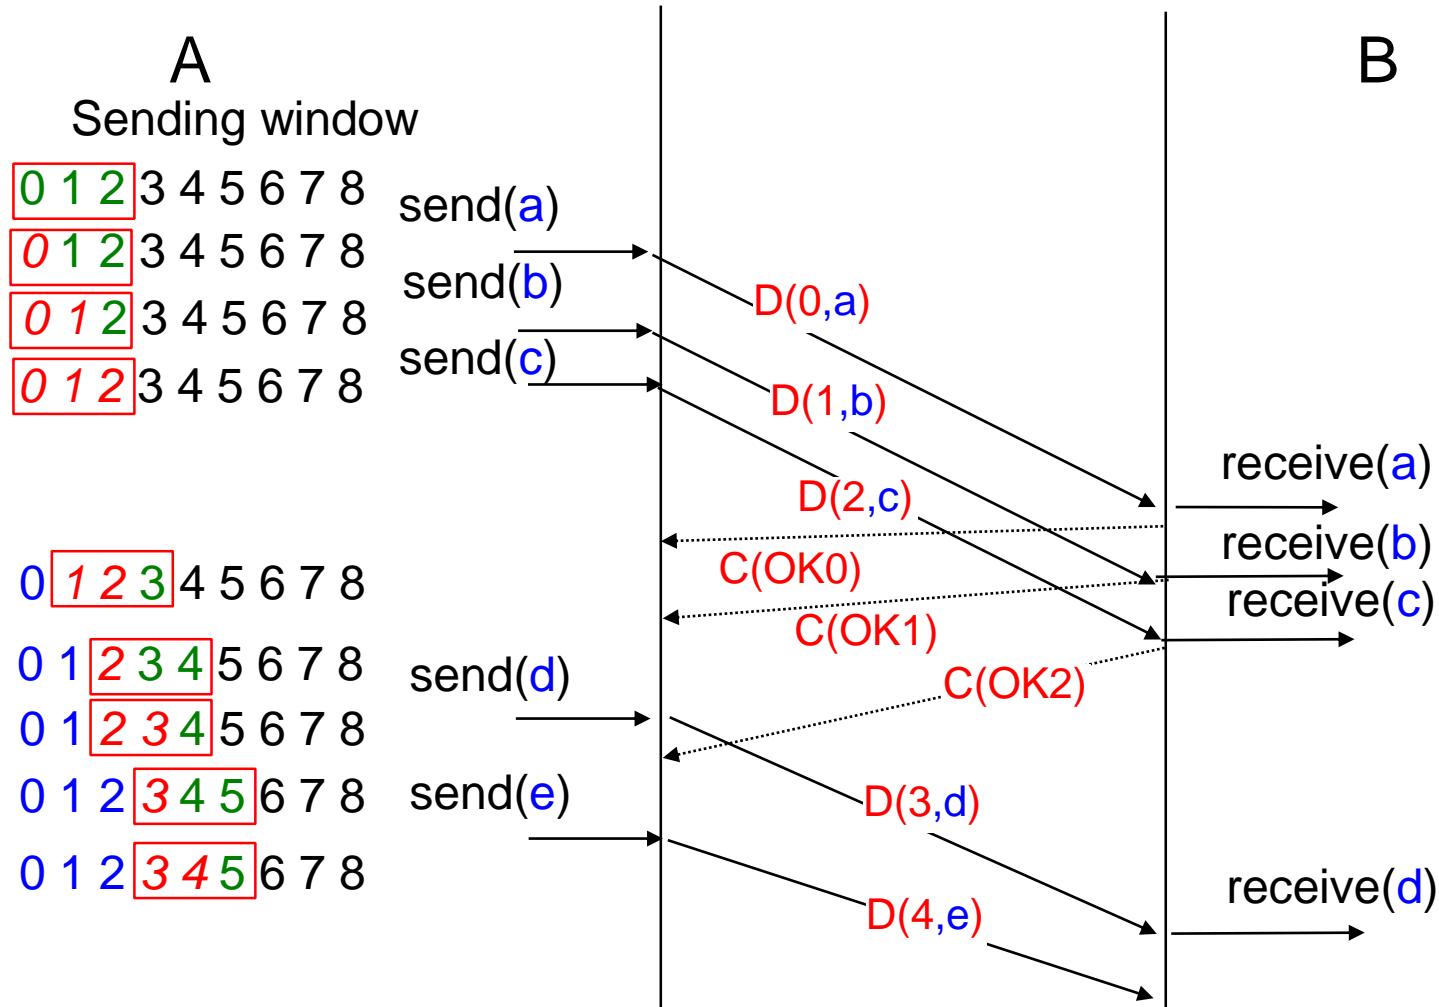 A
B
Sending window
0 1 2 3 4 5 6 7 8
send(a)
0 1 2 3 4 5 6 7 8
send(b)
D(0,a)
0 1 2 3 4 5 6 7 8
send(c)
0 1 2 3 4 5 6 7 8
D(1,b)
receive(a)
D(2,c)
receive(b)
C(OK0)
0 1 2 3 4 5 6 7 8
receive(c)
C(OK1)
0 1 2 3 4 5 6 7 8
send(d)
C(OK2)
0 1 2 3 4 5 6 7 8
0 1 2 3 4 5 6 7 8
send(e)
D(3,d)
0 1 2 3 4 5 6 7 8
receive(d)
D(4,e)